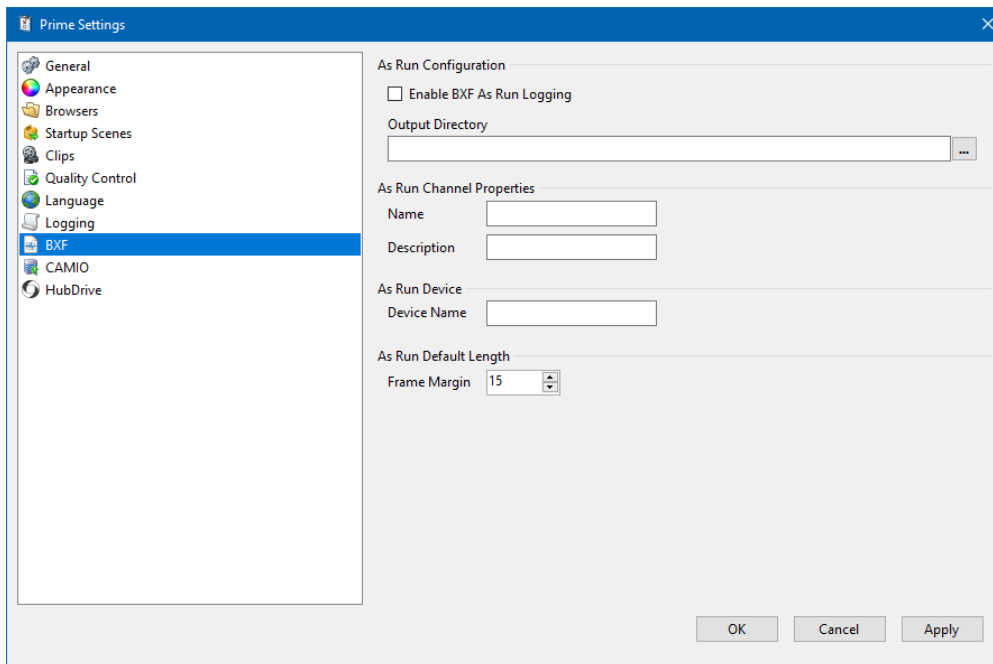 Prime Settings
General
Appearance
Browsers
Startup Scenes
Clips
Quality Control
Language
Logging
BXF
CAMIO
HubDrive
As Run Configuration
Enable BXF As Run Logging
Output Directory
...
As Run Channel Properties
Name
Description
As Run Device
Device Name
As Run Default Length
Frame Margin 15
OK Cancel Apply